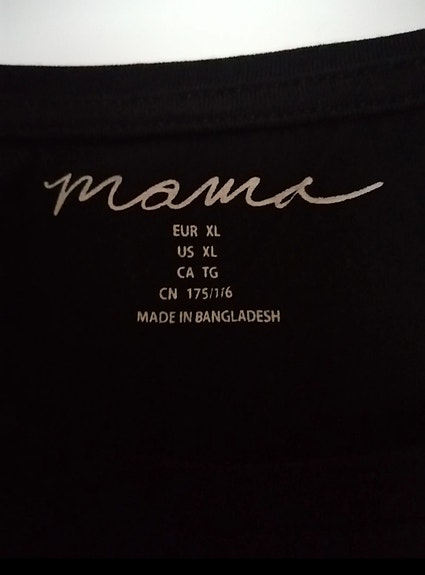 mama
EUR XL
US XL
CA TG
CN 175/116
MADE IN BANGLADESH